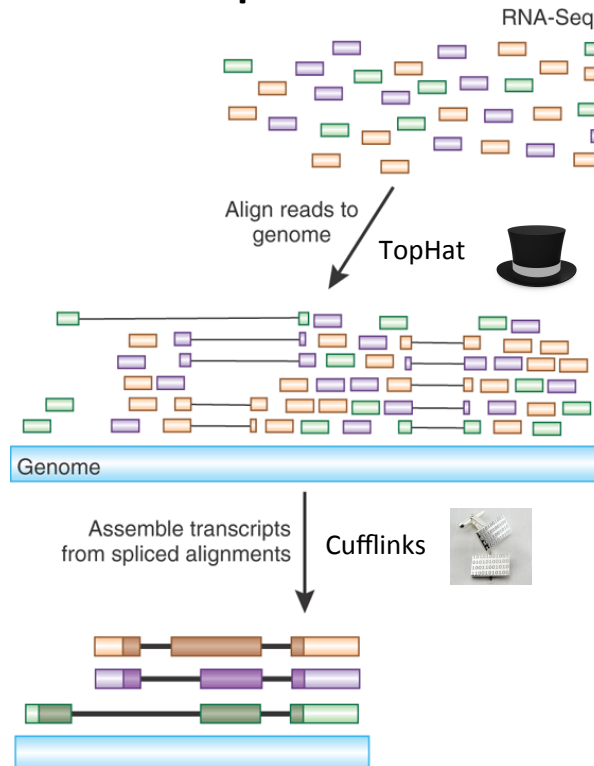 RNA-Seq
Align reads to
genome
TopHat
Genome
Assemble transcripts
from spliced alignments
Cufflinks